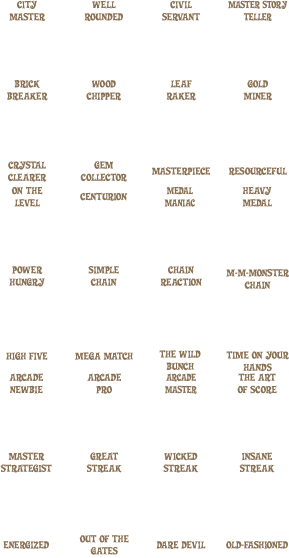 CITY MASTER
WELL ROUNDED
CIVIL SERVANT
MASTER STORY TELLER
BRICK BREAKER
WOOD CHIPPER
LEAF RAKER
GOLD MINER
CRYSTAL CLEARER
GEM COLLECTOR
MASTERPIECE
RESOURCEFUL
ON THE LEVEL
CENTURION
MEDAL MANIAC
HEAVY MEDAL
POWER HUNGRY
SIMPLE CHAIN
CHAIN REACTION
M-M-MONSTER CHAIN
HIGH FIVE
MEGA MATCH
THE WILD BUNCH
TIME ON YOUR HANDS
ARCADE NEWBIE
ARCADE PRO
ARCADE MASTER
THE ART OF SCORE
MASTER STRATEGIST
GREAT STREAK
WICKED STREAK
INSANE STREAK
ENERGIZED
OUT OF THE GATES
DARE DEVIL
OLD-FASHIONED